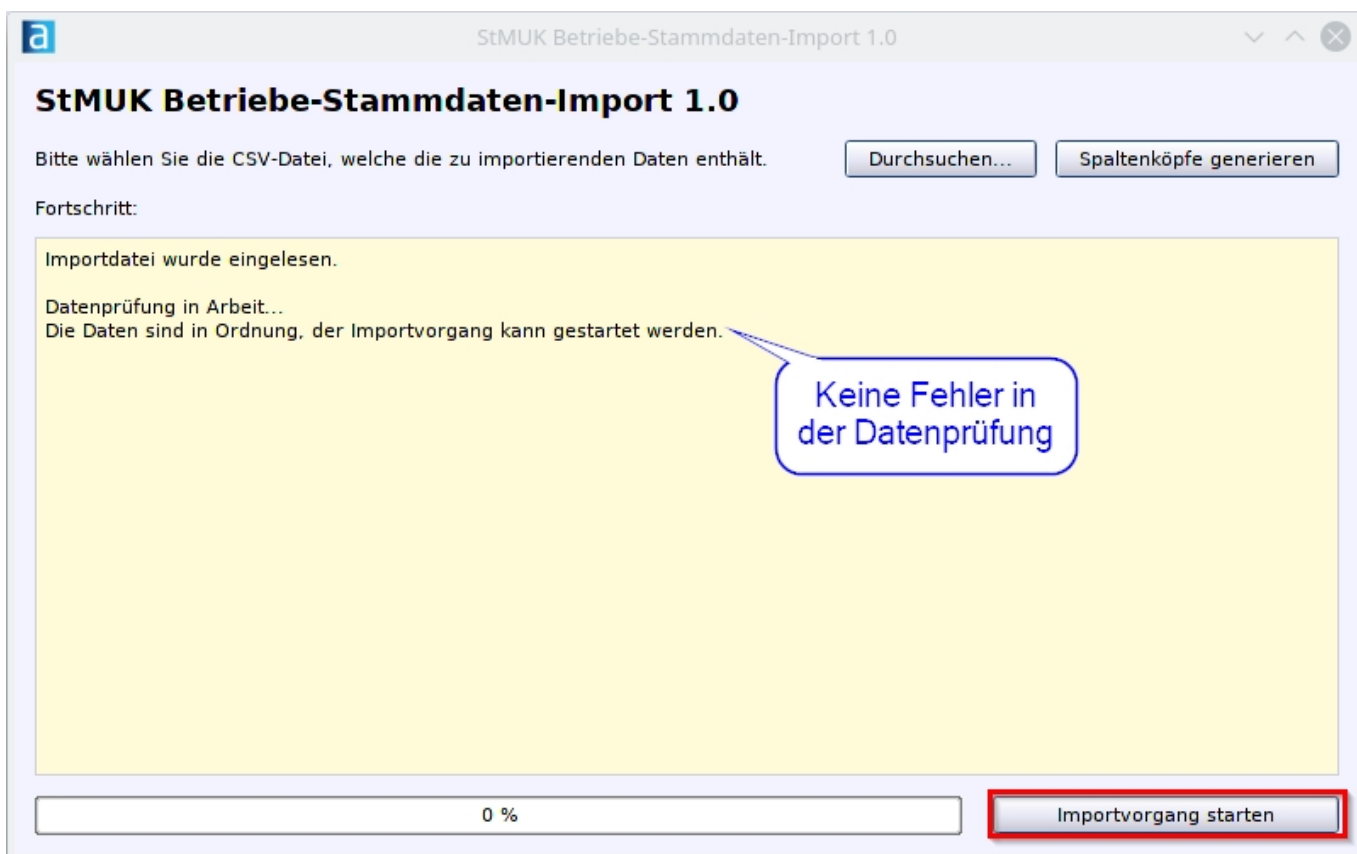 StMUK Betriebe-Stammdaten-Import 1.0
StMUK Betriebe-Stammdaten-Import 1.0
Bitte wählen Sie die CSV-Datei, welche die zu importierenden Daten enthält.
Durchsuchen...
Spaltenköpfe generieren
Fortschritt:
Importdatei wurde eingelesen.
Datenprüfung in Arbeit...
Die Daten sind in Ordnung, der Importvorgang kann gestartet werden.
Keine Fehler in
der Datenprüfung
0 %
Importvorgang starten